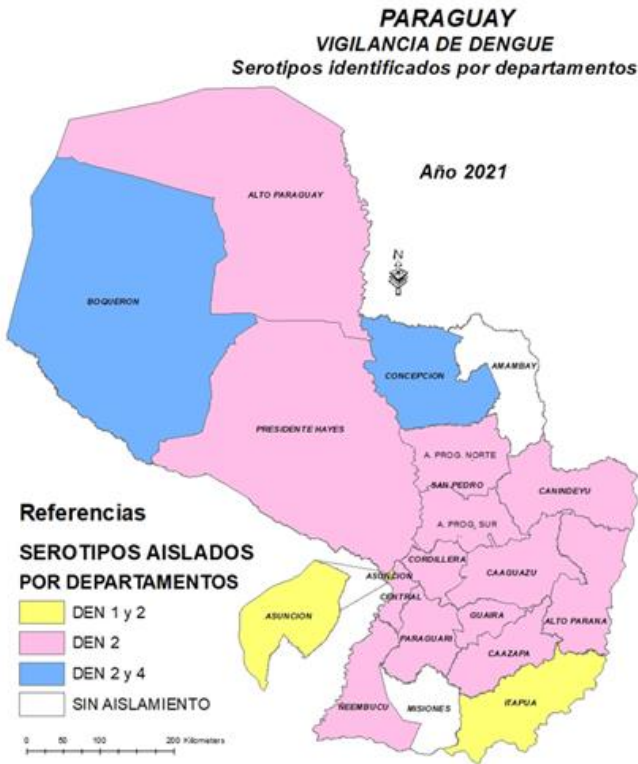 PARAGUAY
VIGILANCIA DE DENGUE
Serotipos identificados por departamentos
Año 2021
ALTO PARAGUAY
N
BOQUERON
CONCEPCION
AMAMBAY
PRESIDENTE HAYES
A. PROG. NORTE
SAN PEDRO
CANINDEYU
A. PROG, SUR
CORDILLERA
ASUNCION
CAAGUAZU
CENTRAL
ASUNCION
GUAIRA
ALTO PARANA
PARAGUARI
CAAZAPA
ÑEEMBUCU
MISIONES
ITAPUA
Referencias
SEROTIPOS AISLADOS
POR DEPARTAMENTOS
DEN 1 y 2
DEN 2
DEN 2 y 4
SIN AISLAMIENTO
0 50 100 200 Kilometers